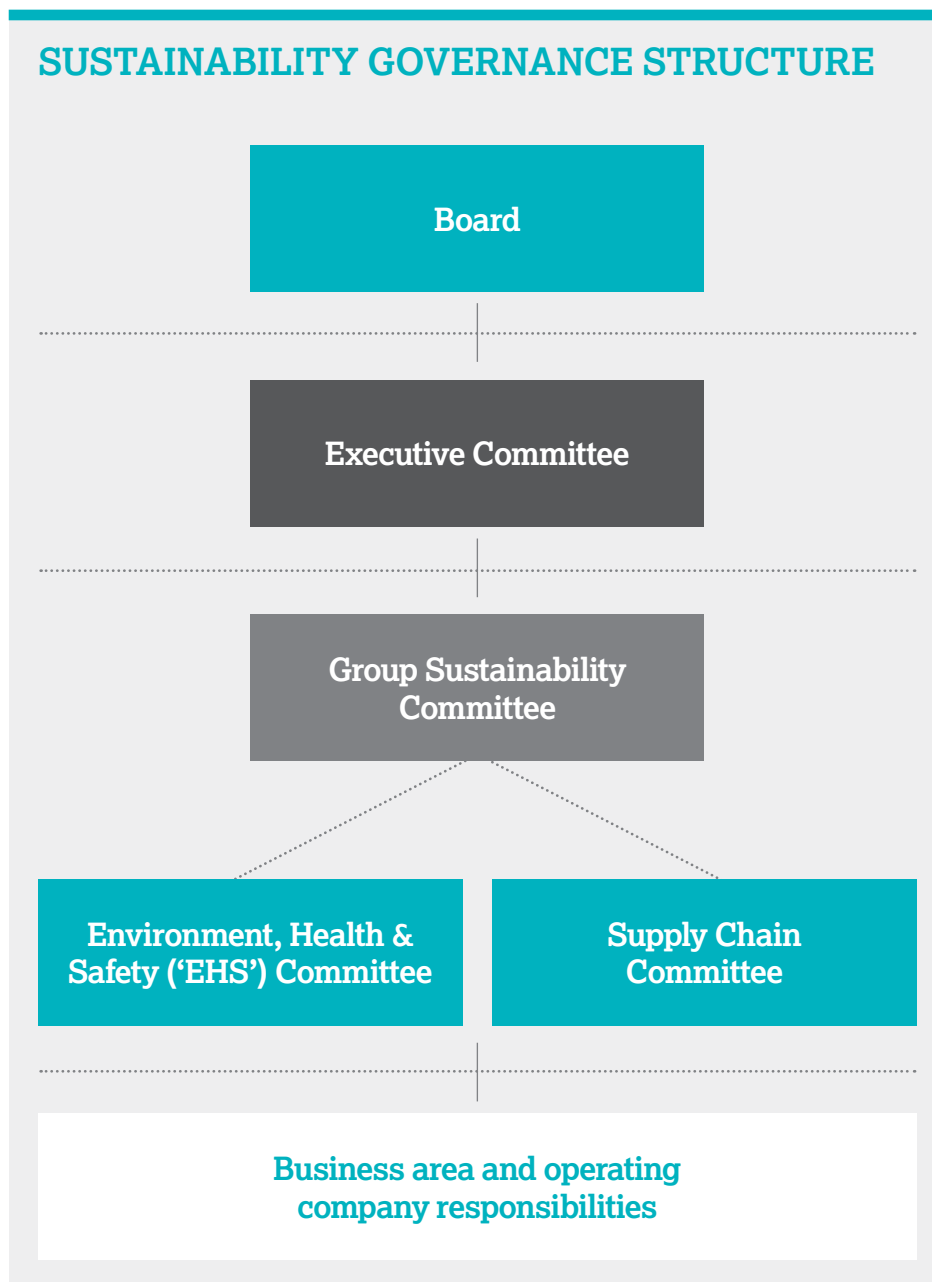 SUSTAINABILITY GOVERNANCE STRUCTURE
Board
Executive Committee
Group Sustainability
Committee
Environment, Health &
Safety (‘EHS’) Committee
Supply Chain
Committee
Business area and operating
company responsibilities